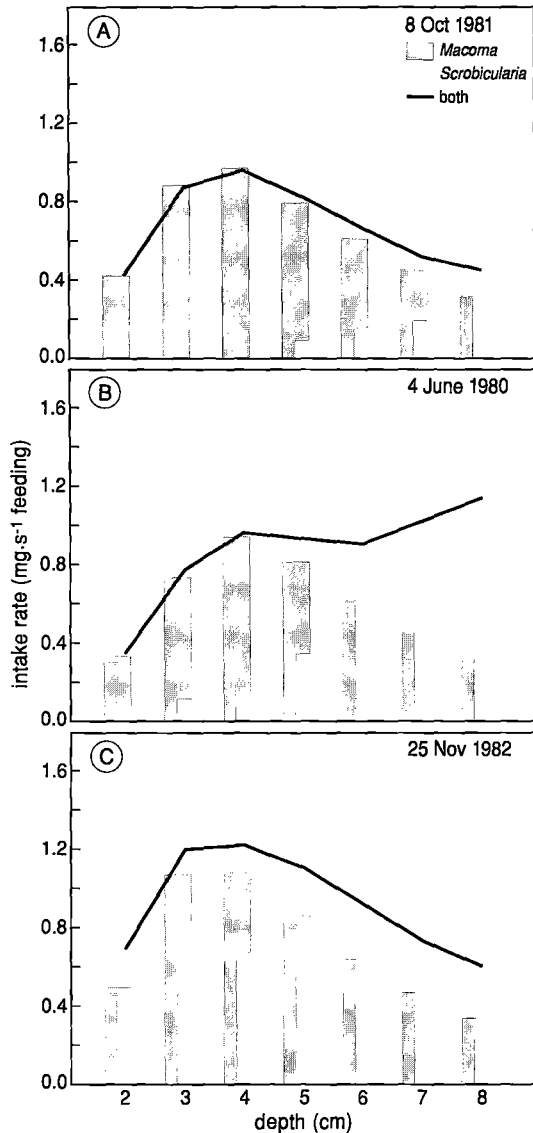 A
8 Oct 1981
Macoma
Scrobicularia
both
1.6
1.2
0.8
0.4
0.0
B
4 June 1980
1.6
1.2
0.8
0.4
0.0
intake rate (mg·s⁻¹ feeding)
C
25 Nov 1982
1.6
1.2
0.8
0.4
0.0
2 3 4 5 6 7 8
depth (cm)